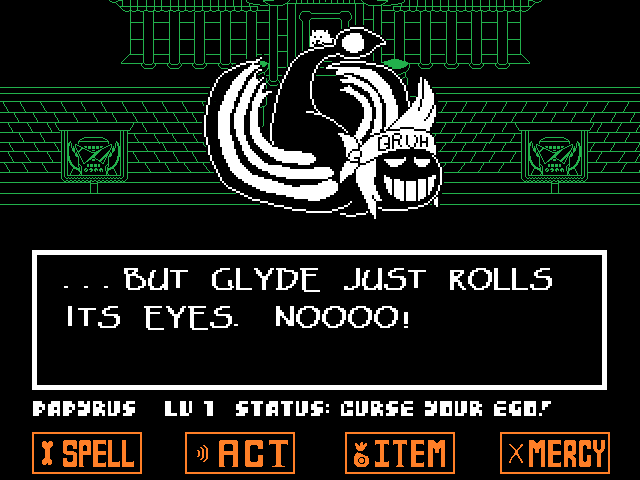 BRUH
...BUT GLYDE JUST ROLLS
ITS EYES. NOOOO!
PAPYRUS LV 1 STATUS: CURSE YOUR EGO!
SPELL ACT ITEM MERCY